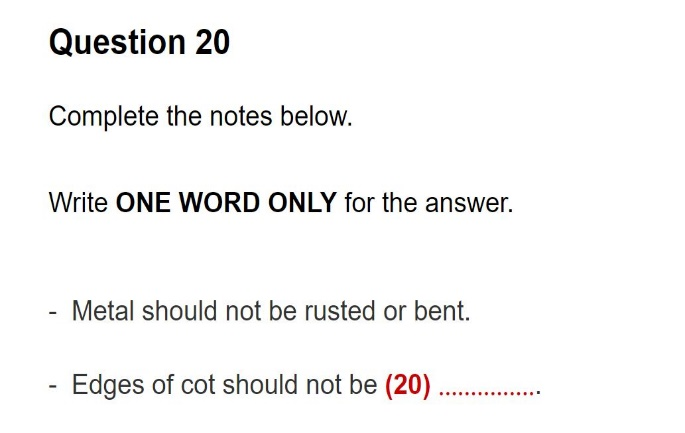 Question 20
Complete the notes below.
Write ONE WORD ONLY for the answer.
- Metal should not be rusted or bent.
- Edges of cot should not be (20) ................